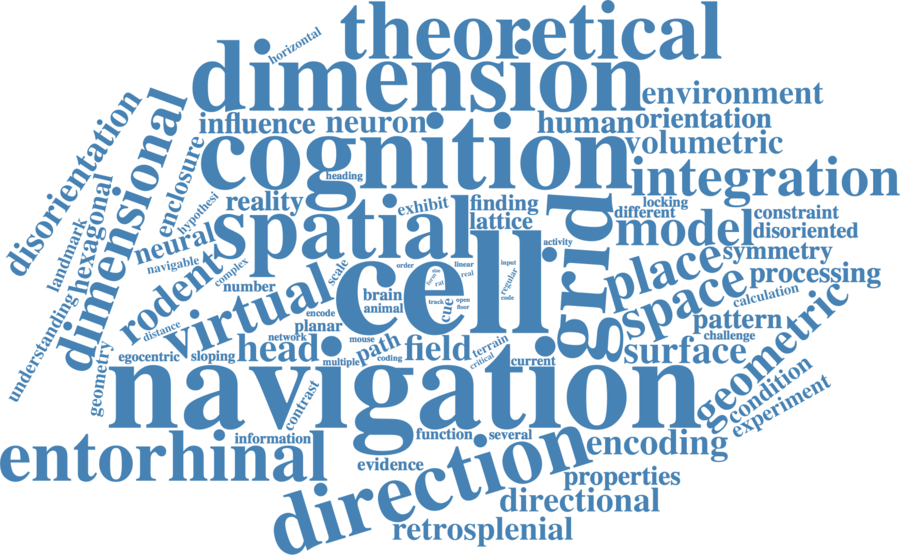 theoretical
horizontal
dimension
environment
influence
neuron
human
orientation
disorientation
dimensional
enclosure
cognition
volumetric
heading
integration
hypothesi
reality
exhibit
finding
lattice
locking
different
constraint
landmark
hexagonal
neural
spatial
grid
model
disoriented
navigable
complex
activity
symmetry
rodent
number
scale
order
cell
place
processing
size
focus
rat
linear
real
input
regular
code
brain
animal
track
cue
open
floor
space
calculation
understanding
distance
virtual
encode
planar
network
mouse
pattern
challenge
geometry
egocentric
sloping
head
multiple
path
coding
field
terrain
critical
current
surface
geometric
navigation
contrast
condition
experiment
entorhinal
information
function
several
encoding
evidence
direction
properties
directional
retrosplenial